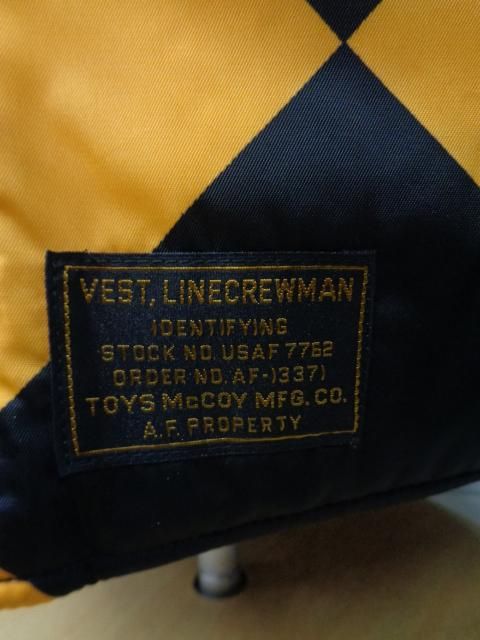 VEST, LINECREWMAN
IDENTIFYING
STOCK NO. USAF 7762
ORDER NO. AF-(337)
TOYS McCOY MFG. CO.
A.F. PROPERTY